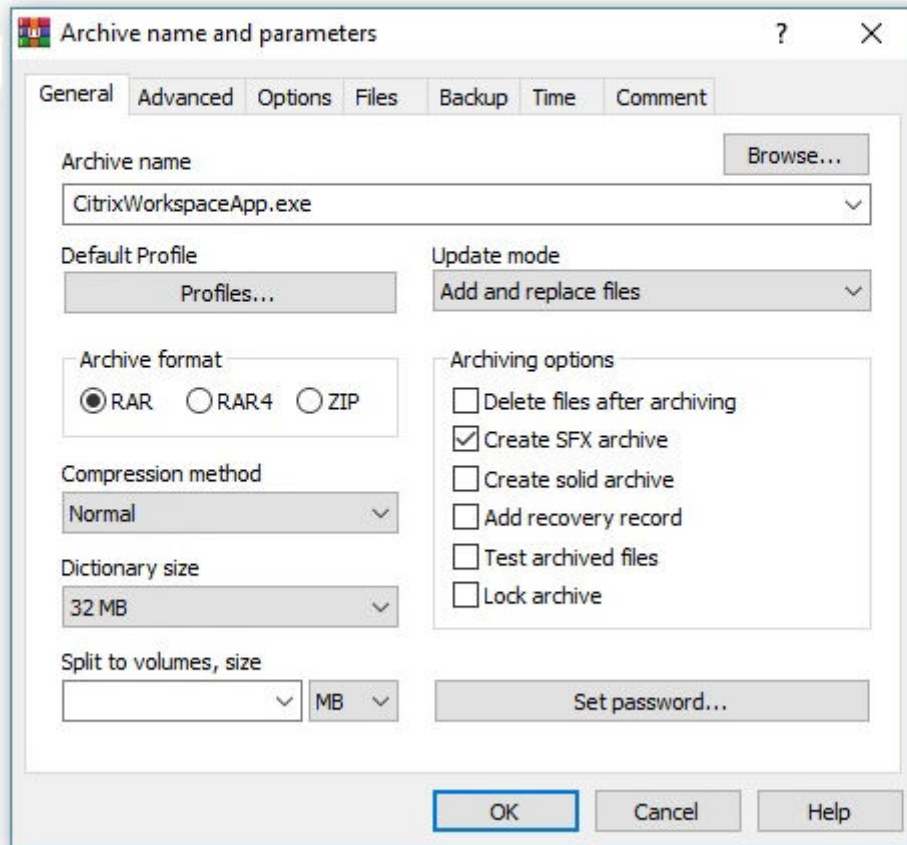 Archive name and parameters
General Advanced Options Files Backup Time Comment
Archive name
Browse...
CitrixWorkspaceApp.exe
Default Profile
Profiles...
Update mode
Add and replace files
Archive format
RAR RAR4 ZIP
Archiving options
Delete files after archiving
Create SFX archive
Create solid archive
Add recovery record
Test archived files
Lock archive
Compression method
Normal
Dictionary size
32 MB
Split to volumes, size
MB
Set password...
OK Cancel Help